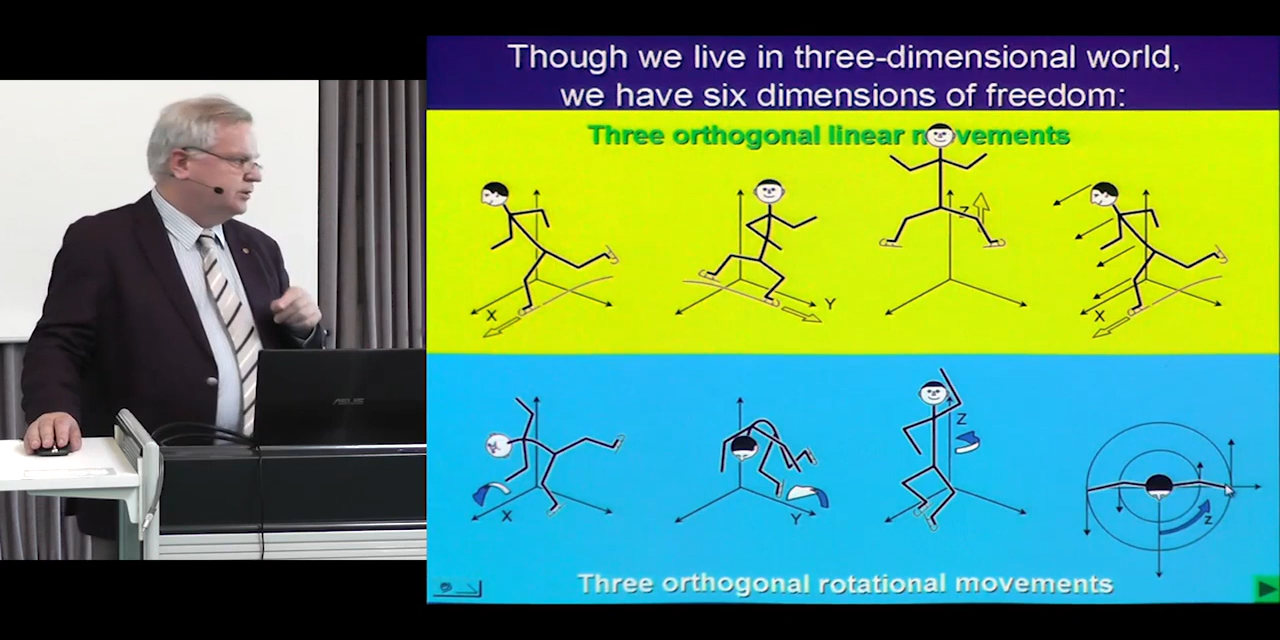 Though we live in three-dimensional world,
we have six dimensions of freedom:
Three orthogonal linear m vements
Z
X
Y
X
Z
X
Y
Z
Three orthogonal rotational movements
ASUS